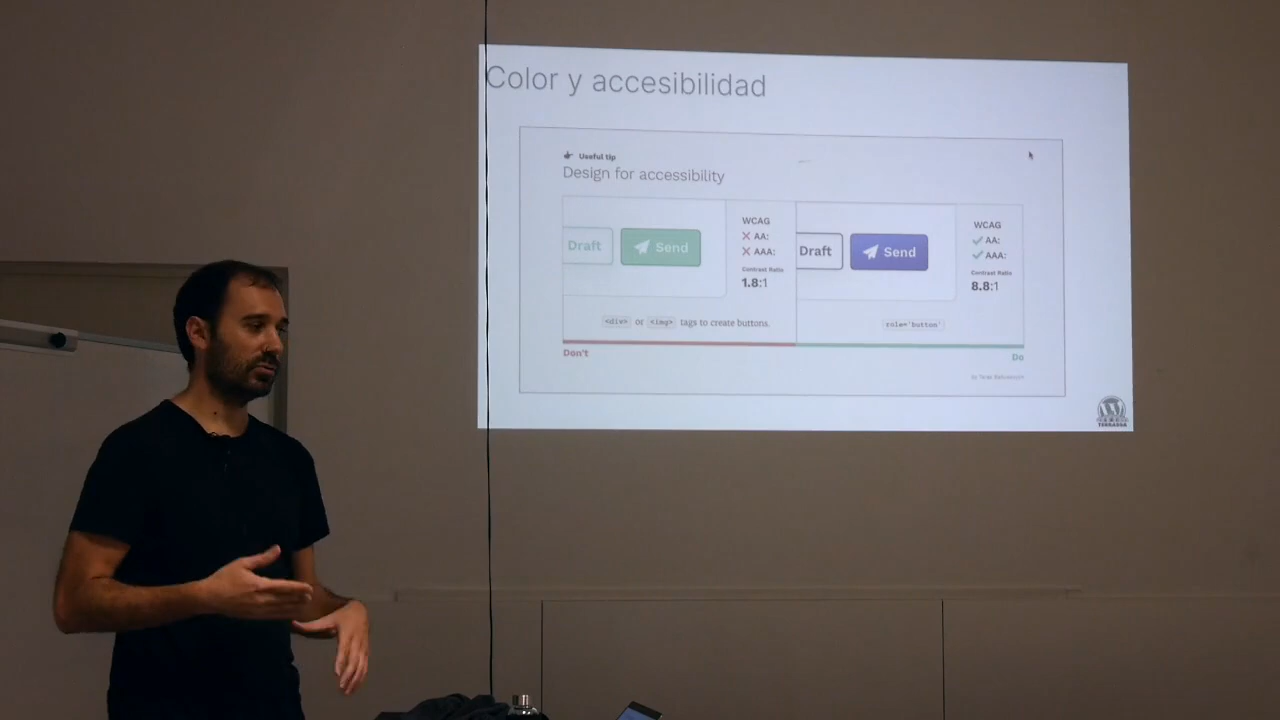 Color y accesibilidad
Useful tip
Design for accessibility
Draft
Send
WCAG
AA:
AAA:
Contrast Ratio
1.8:1
<div> or <img> tags to create buttons.
Don't
Draft
Send
WCAG
AA:
AAA:
Contrast Ratio
8.8:1
role='button'
Do
TERRASSA